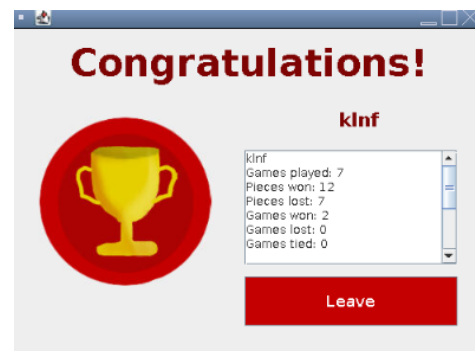 Congratulations!
klnf
klnf
Games played: 7
Pieces won: 12
Pieces lost: 7
Games won: 2
Games lost: 0
Games tied: 0
Leave